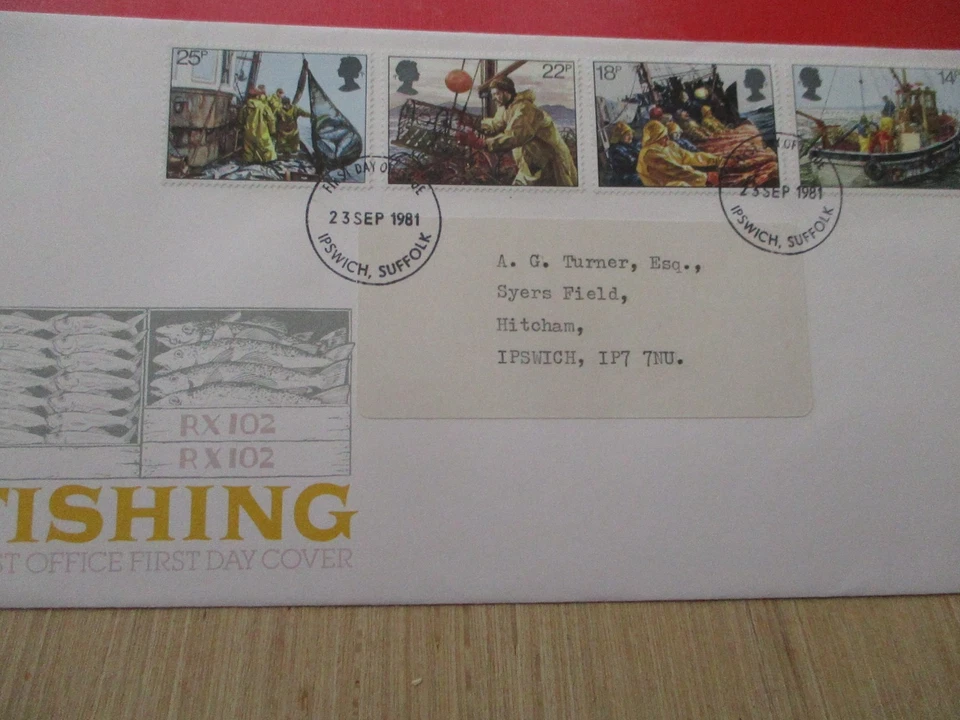 25P
22P
18P
14P
FIRST DAY OF ISSUE
23 SEP 1981
IPSWICH, SUFFOLK
23 SEP 1981
IPSWICH, SUFFOLK
A. G. Turner, Esq.,
Syers Field,
Hitcham,
IPSWICH, IP7 7NU.
RX 102
RX 102
FISHING
ST OFFICE FIRST DAY COVER